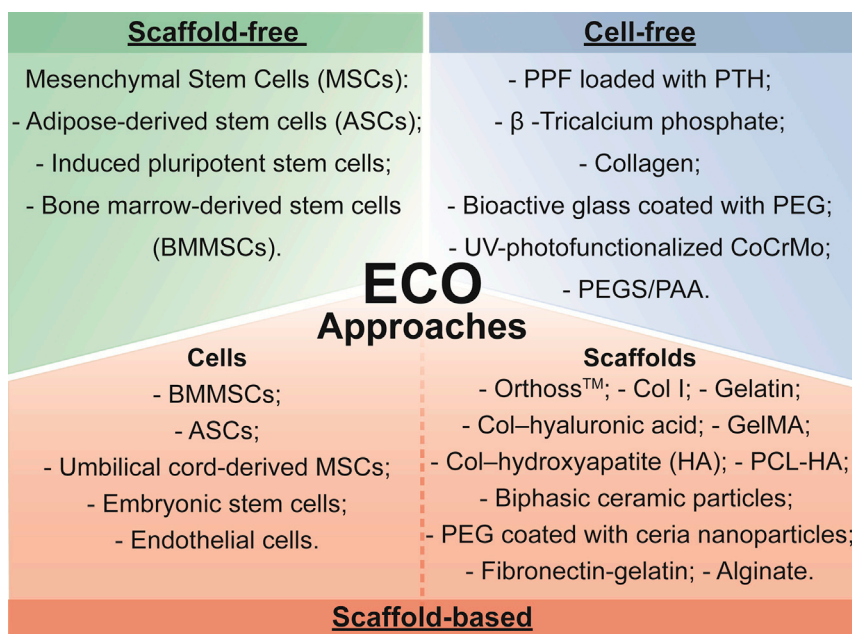 Scaffold-free
Mesenchymal Stem Cells (MSCs):
- Adipose-derived stem cells (ASCs);
- Induced pluripotent stem cells;
- Bone marrow-derived stem cells
(BMMSCs).
Cell-free
- PPF loaded with PTH;
- β -Tricalcium phosphate;
- Collagen;
- Bioactive glass coated with PEG;
- UV-photofunctionalized CoCrMo;
- PEGS/PAA.
ECO
Approaches
Cells
- BMMSCs;
- ASCs;
- Umbilical cord-derived MSCs;
- Embryonic stem cells;
- Endothelial cells.
Scaffolds
- Orthoss™; - Col I; - Gelatin;
- Col–hyaluronic acid; - GelMA;
- Col–hydroxyapatite (HA); - PCL-HA;
- Biphasic ceramic particles;
- PEG coated with ceria nanoparticles;
- Fibronectin-gelatin; - Alginate.
Scaffold-based